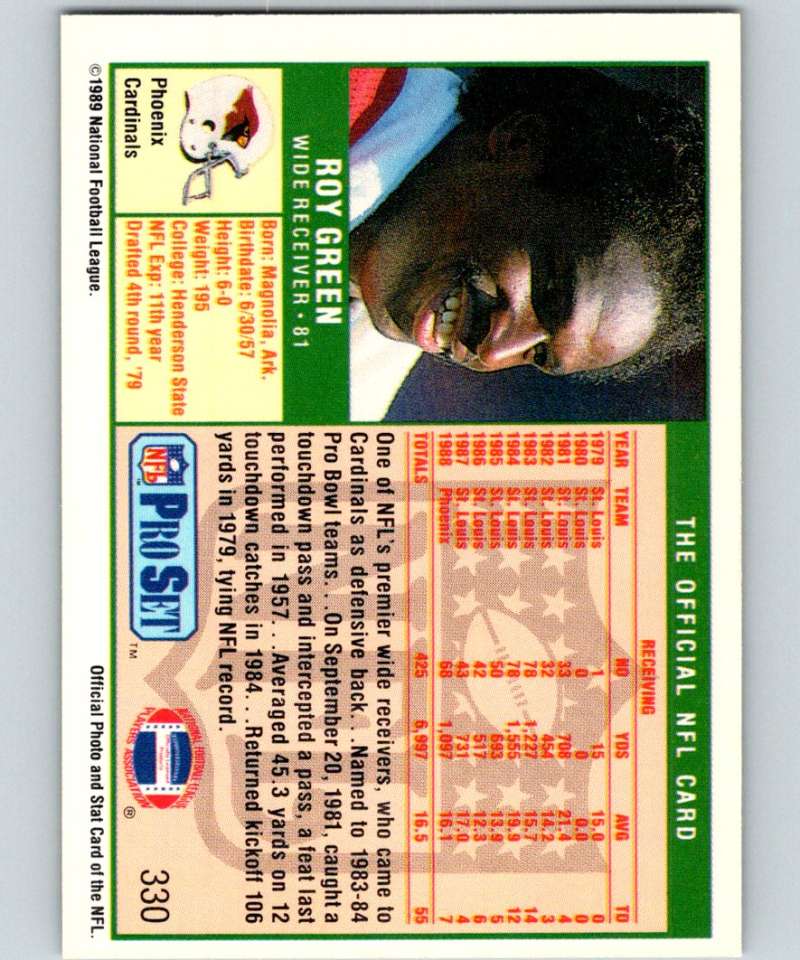 THE OFFICIAL NFL CARD
ROY GREEN
WIDE RECEIVER • 81
Phoenix
Cardinals
Born: Magnolia, Ark.
Birthdate: 6/30/57
Height: 6-0
Weight: 195
College: Henderson State
NFL Exp: 11th year
Drafted 4th round, '79
RECEIVING
YEAR TEAM NO YDS AVG TD
1979 St. Louis 1 15 15.0 0
1980 St. Louis 0 0 0.0 0
1981 St. Louis 33 708 21.4 4
1982 St. Louis 32 454 14.2 3
1983 St. Louis 78 1,227 15.7 14
1984 St. Louis 78 1,555 19.9 12
1985 St. Louis 50 693 13.9 5
1986 St. Louis 42 517 12.3 6
1987 St. Louis 43 731 17.0 4
1988 Phoenix 68 1,097 16.1 7
TOTALS 425 6,997 16.5 55
One of NFL's premier wide receivers, who came to
Cardinals as defensive back...Named to 1983-84
Pro Bowl teams...On September 20, 1981, caught a
touchdown pass and intercepted a pass, a feat last
performed in 1957...Averaged 45.3 yards on 12
touchdown catches in 1984...Returned kickoff 106
yards in 1979, tying NFL record.
NFL PRO SET ™
FOOTBALL LEAGUE
PLAYERS ASSOCIATION ®
330
©1989 National Football League.
Official Photo and Stat Card of the NFL.